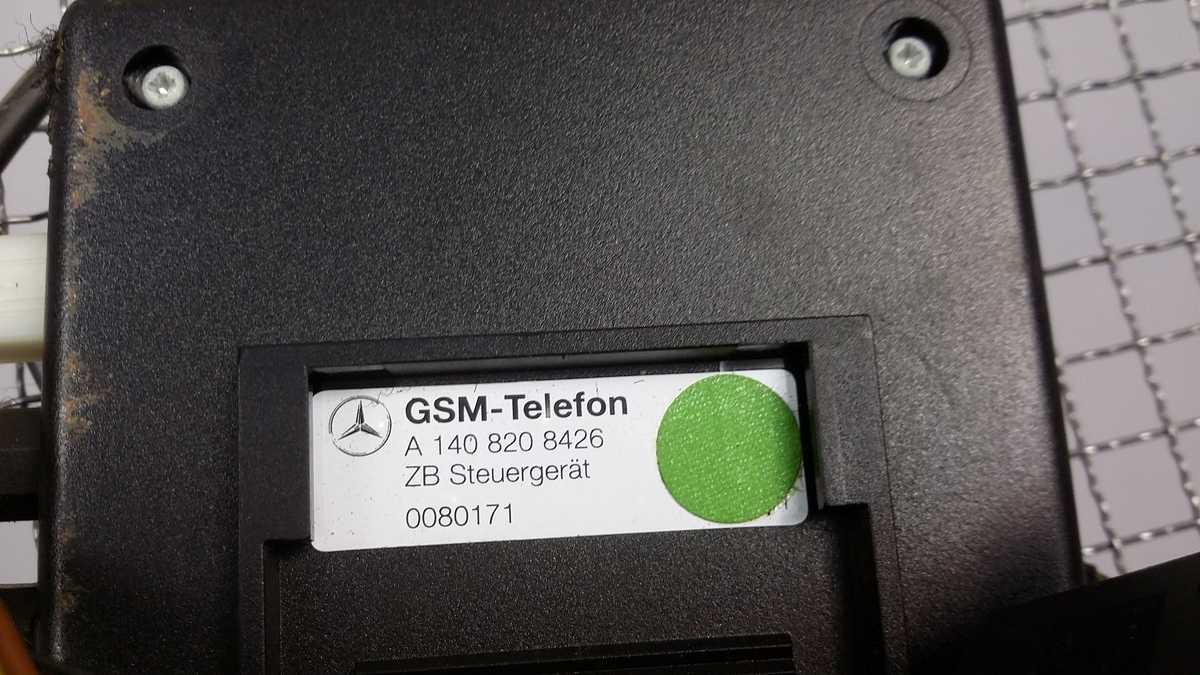 GSM-Telefon
A 140 820 8426
ZB Steuergerät
0080171